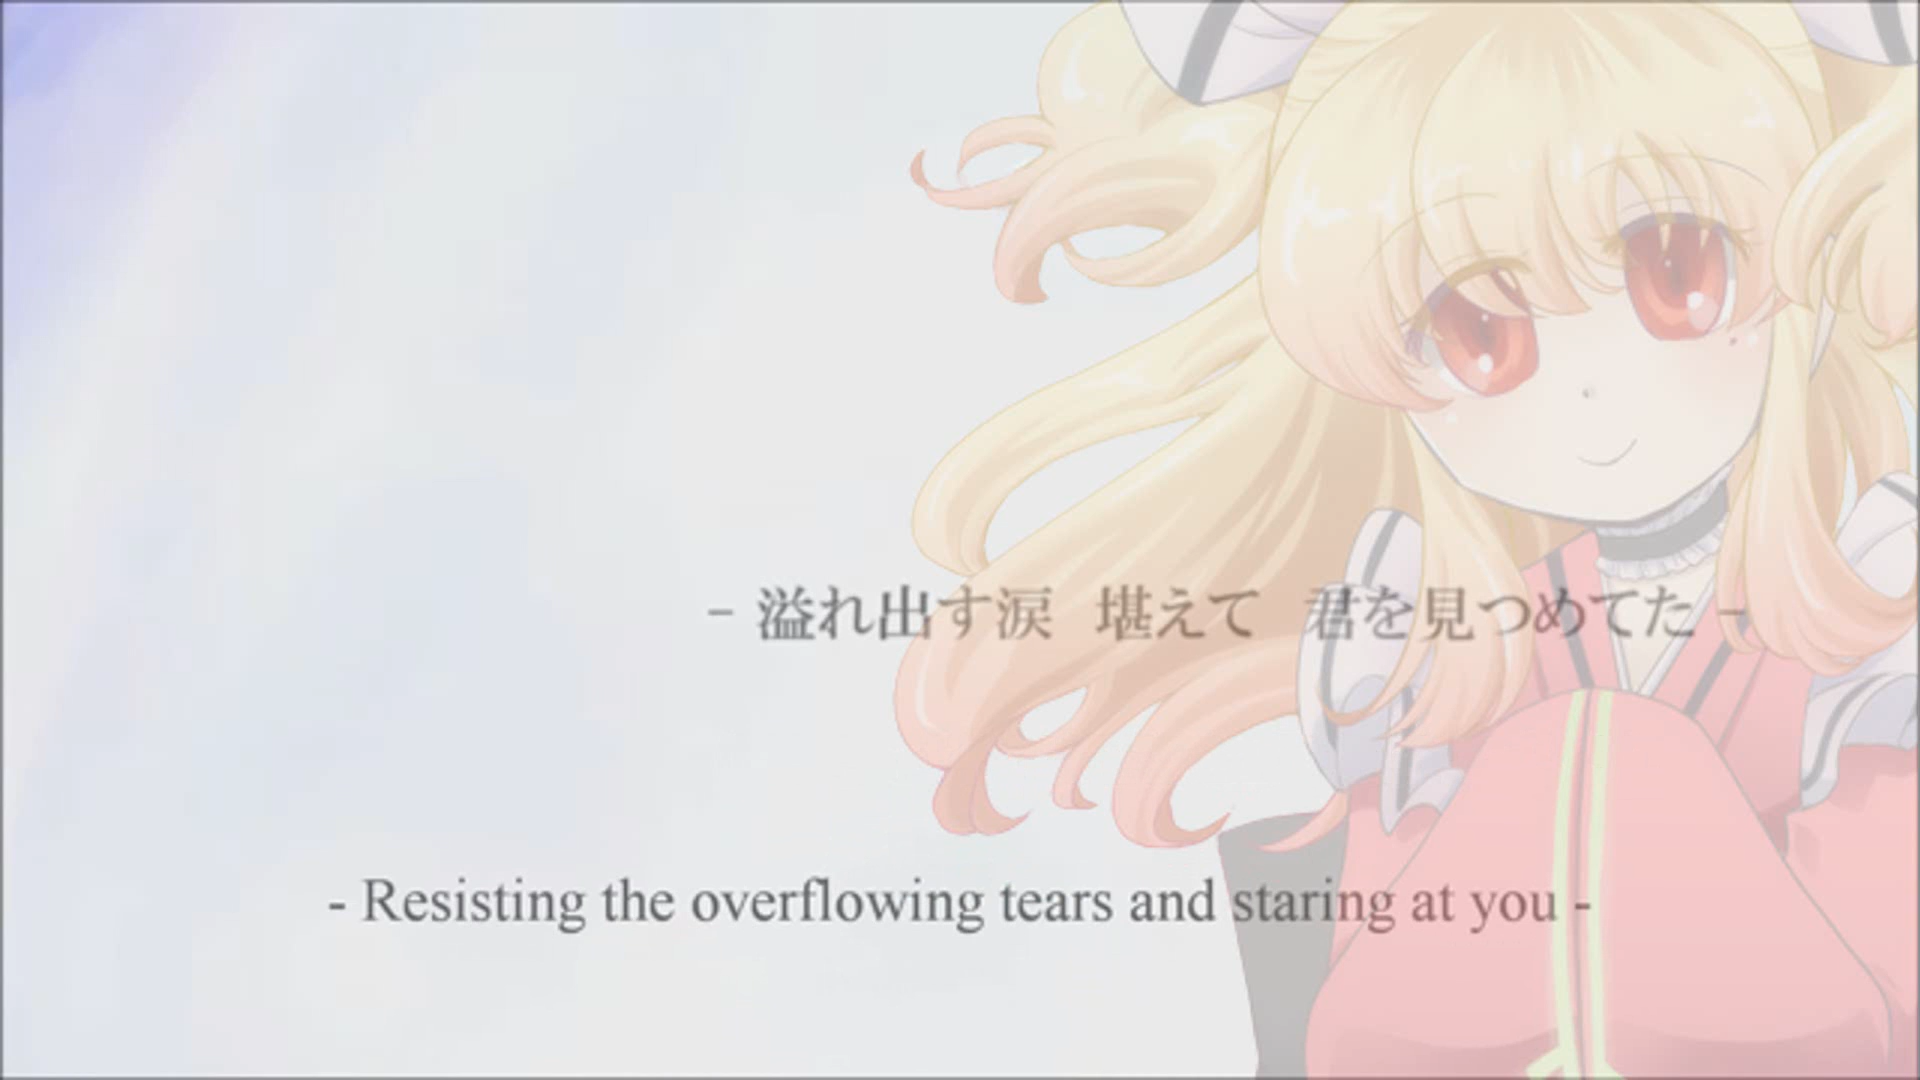 - 溢れ出す涙　堪えて　君を見つめてた -
- Resisting the overflowing tears and staring at you -